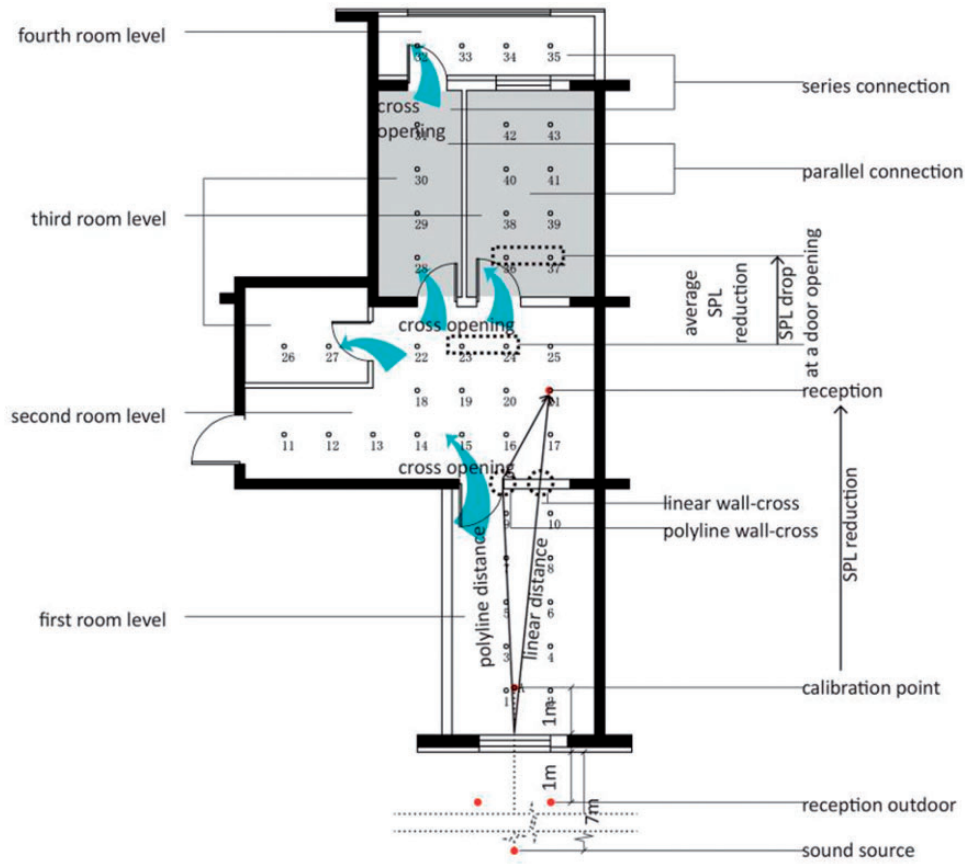 fourth room level
32 33 34 35
series connection
cross
opening
31 42 43
parallel connection
30 40 41
third room level
29 38 39
28 36 37
average
SPL
reduction
SPL drop
at a door opening
cross opening
26 27 22 23 24 25
reception
18 19 20 21
second room level
11 12 13 14 15 16 17
cross opening
linear wall-cross
polyline wall-cross
9 10
SPL reduction
polyline distance
linear distance
7 8
5 6
first room level
3 4
calibration point
A
1 2
1m
1m
7m
reception outdoor
sound source